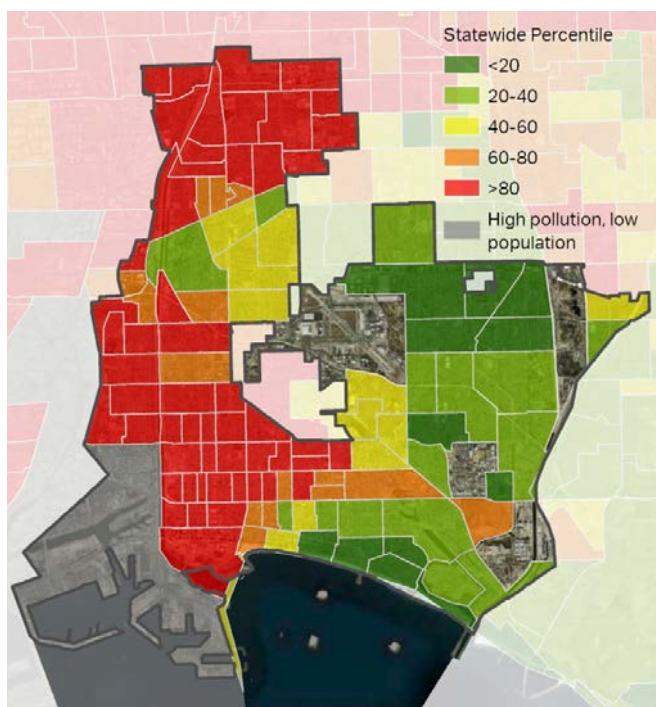 Statewide Percentile
<20
20-40
40-60
60-80
>80
High pollution, low
population